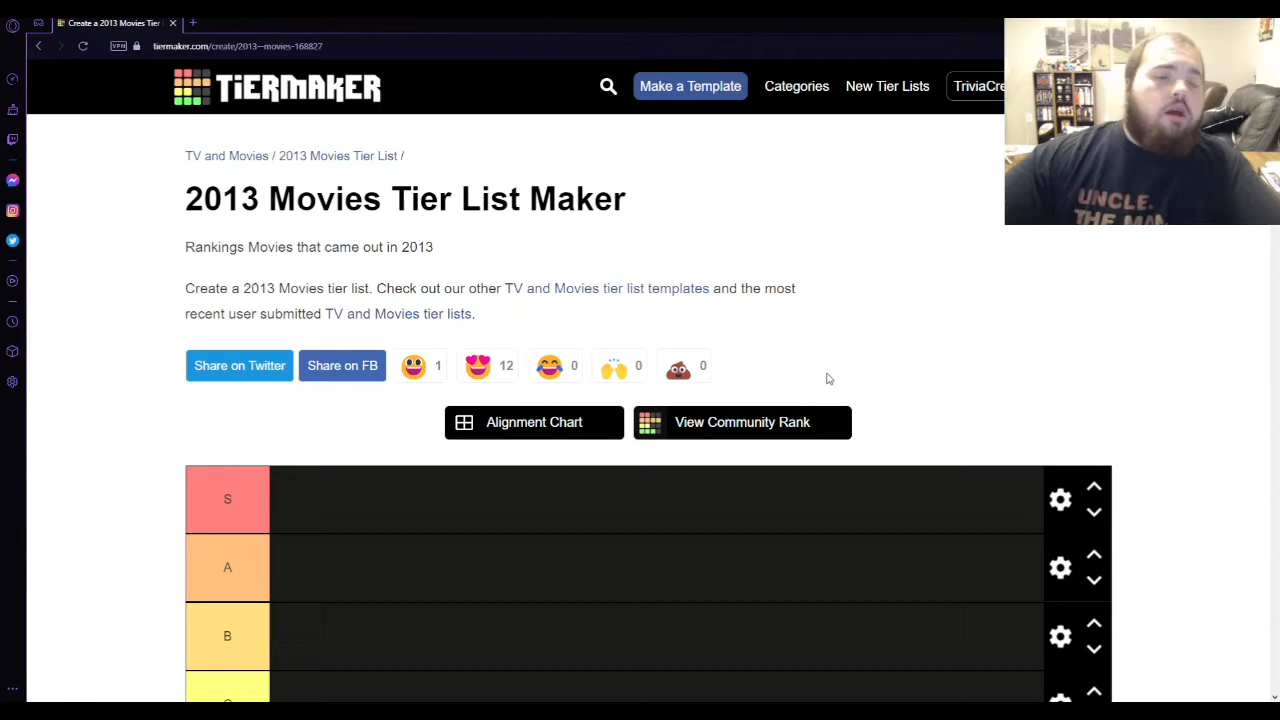 Create a 2013 Movies Tier
VPN
tiermaker.com/create/2013--movies-168827
TiERMAKER
Make a Template
Categories
New Tier Lists
TriviaCre
TV and Movies / 2013 Movies Tier List /
2013 Movies Tier List Maker
Rankings Movies that came out in 2013
Create a 2013 Movies tier list. Check out our other TV and Movies tier list templates and the most
recent user submitted TV and Movies tier lists.
Share on Twitter
Share on FB
1
12
0
0
0
Alignment Chart
View Community Rank
S
A
B
UNCLE.
THE MAN